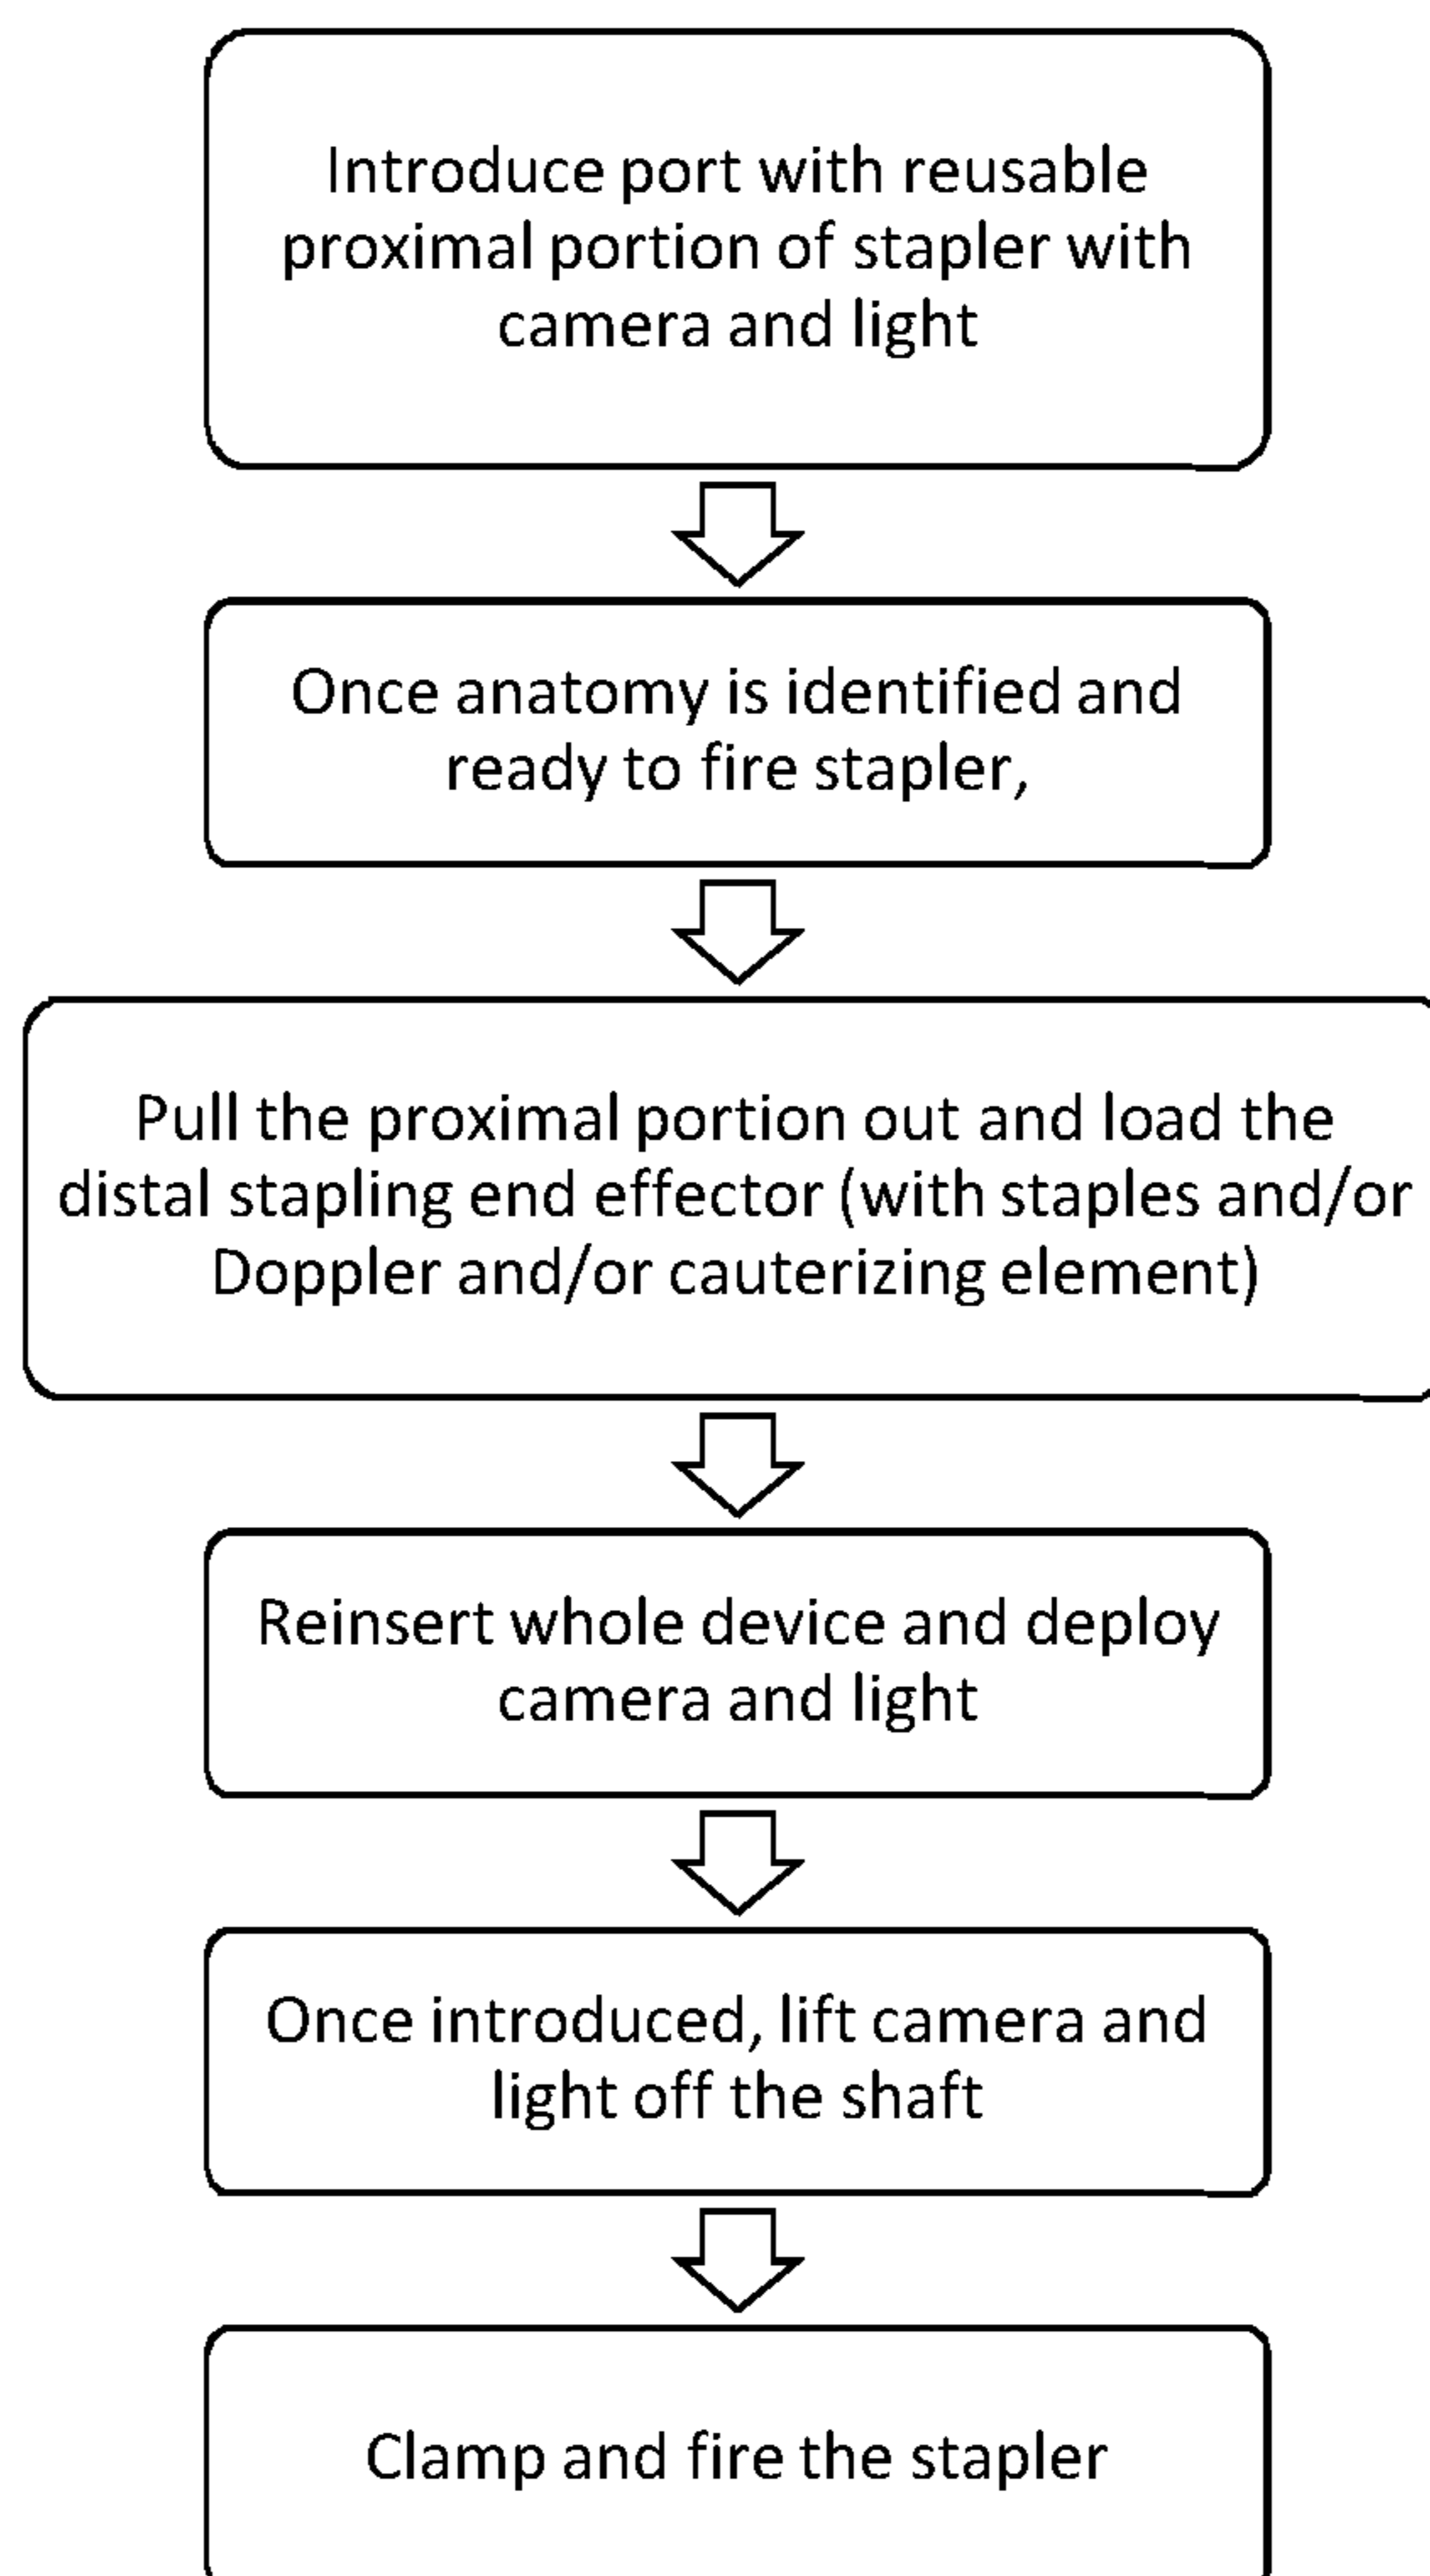 Introduce port with reusable
proximal portion of stapler with
camera and light
Once anatomy is identified and
ready to fire stapler,
Pull the proximal portion out and load the
distal stapling end effector (with staples and/or
Doppler and/or cauterizing element)
Reinsert whole device and deploy
camera and light
Once introduced, lift camera and
light off the shaft
Clamp and fire the stapler